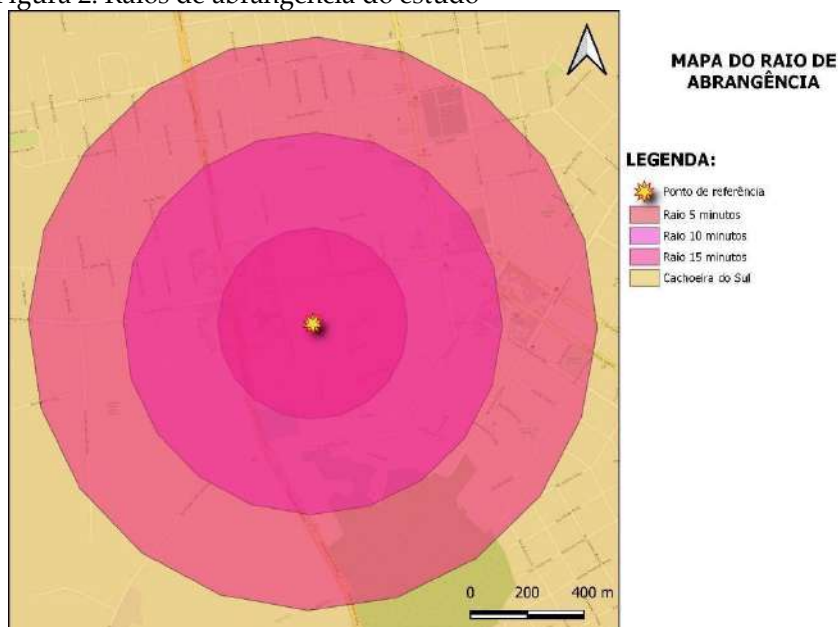 Figura 2: Raios de abrangência do estudo
MAPA DO RAIO DE
ABRANGÊNCIA
LEGENDA:
Ponto de referência
Raio 5 minutos
Raio 10 minutos
Raio 15 minutos
Cachoeira do Sul
0 200 400 m